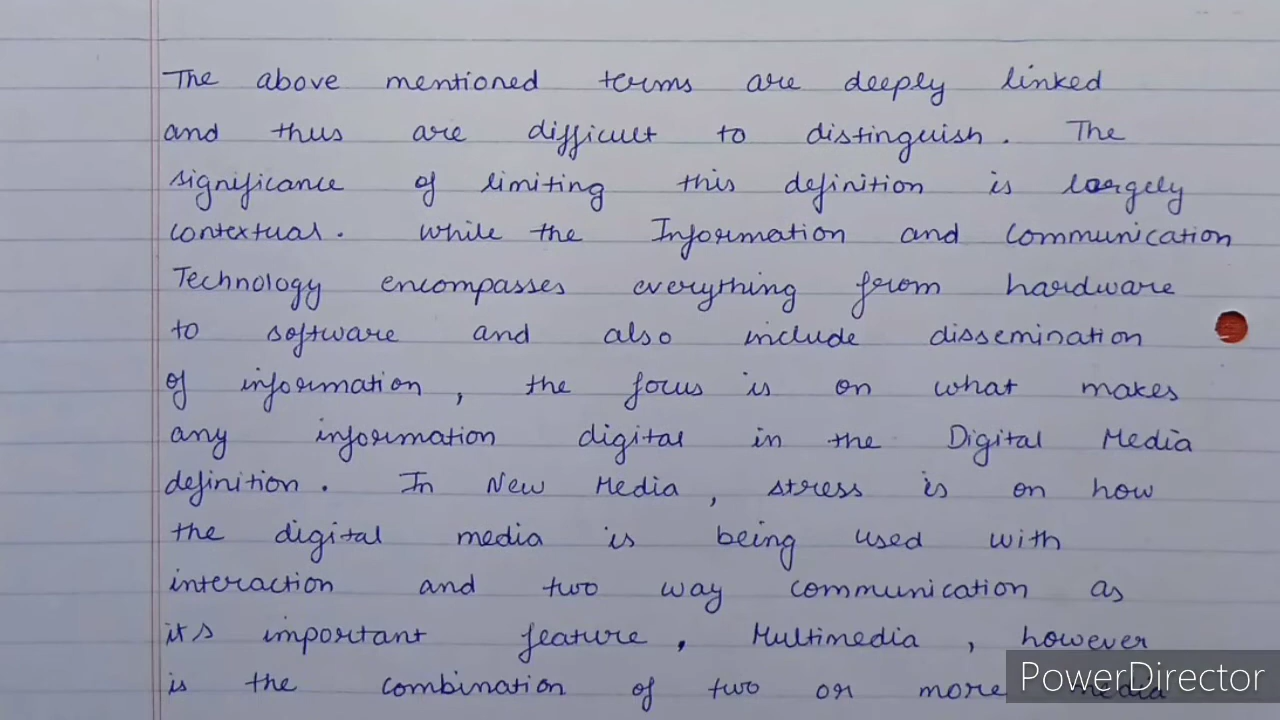 The above mentioned terms are deeply linked
and thus are difficult to distinguish. The
significance of limiting this definition is largely
contextual. While the Information and Communication
Technology encompasses everything from hardware
to software and also include dissemination
of information, the focus is on what makes
any information digital in the Digital Media
definition. In New Media, stress is on how
the digital media is being used with
interaction and two way communication as
it's important feature, Multimedia, however
is the combination of two or more media
PowerDirector